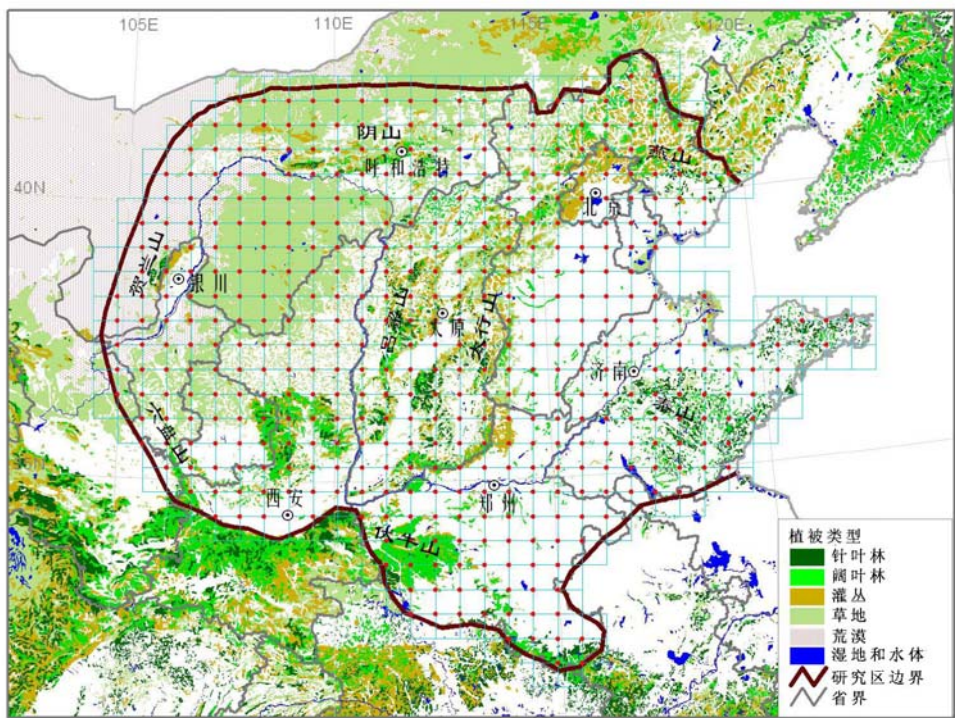 105E
110E
115E
120E
阴山
呼和浩特
燕山
40N
北京
贺兰山
银川
吕梁山
太原
太行山
济南
泰山
六盘山
西安
郑州
伏牛山
植被类型
针叶林
阔叶林
灌丛
草地
荒漠
湿地和水体
研究区边界
省界